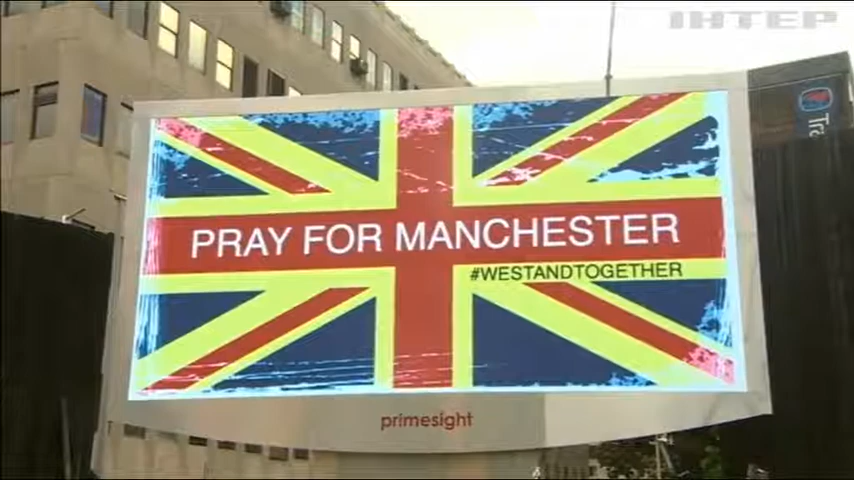 ІНТЕР
PRAY FOR MANCHESTER
#WESTANDTOGETHER
primesight